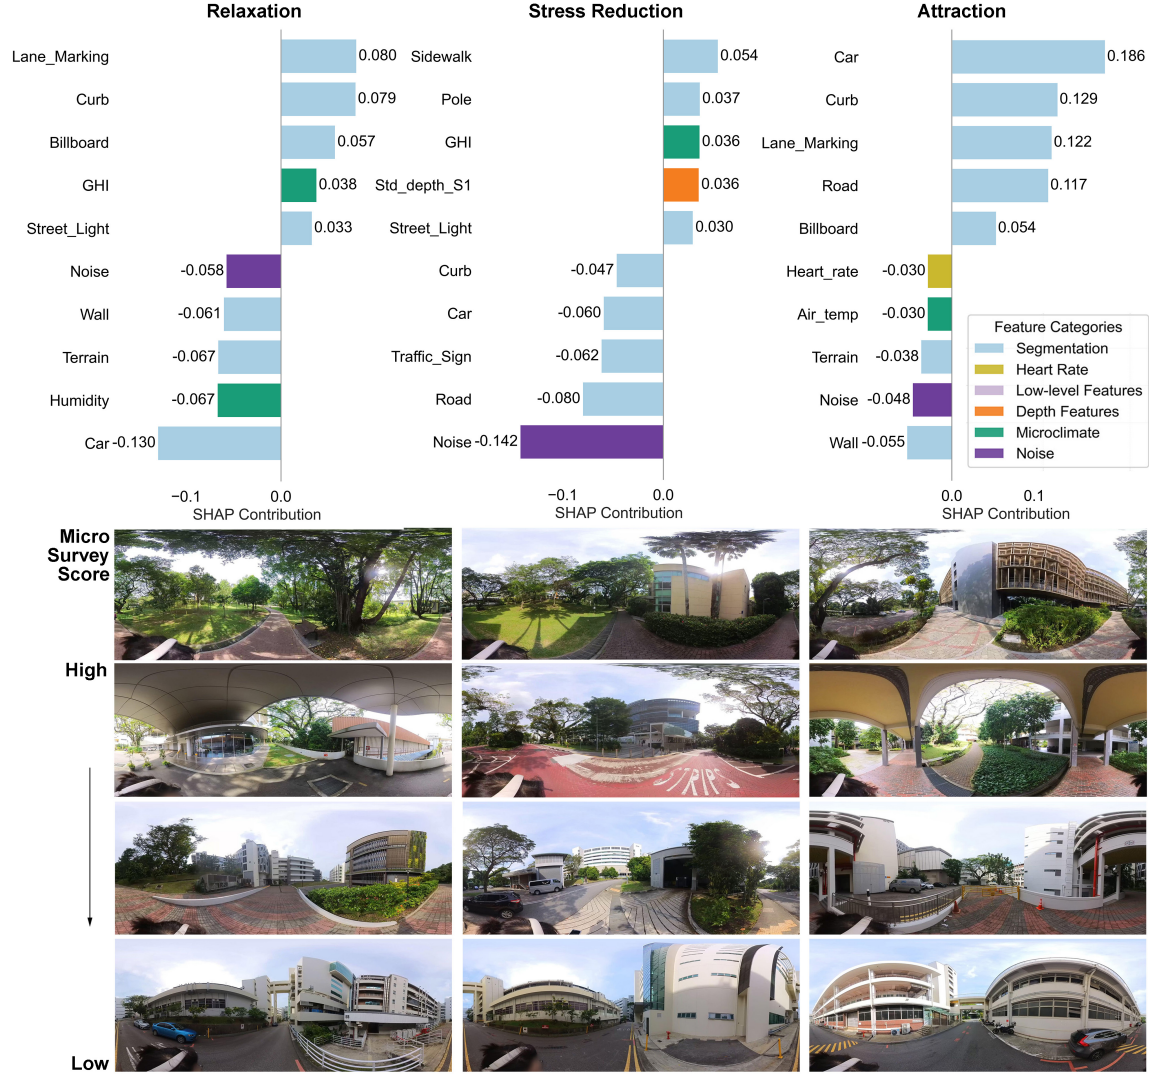 Relaxation
Lane_Marking 0.080
Curb 0.079
Billboard 0.057
GHI 0.038
Street_Light 0.033
Noise -0.058
Wall -0.061
Terrain -0.067
Humidity -0.067
Car -0.130
−0.1 0.0
SHAP Contribution
Stress Reduction
Sidewalk 0.054
Pole 0.037
GHI 0.036
Std_depth_S1 0.036
Street_Light 0.030
Curb -0.047
Car -0.060
Traffic_Sign -0.062
Road -0.080
Noise -0.142
−0.1 0.0
SHAP Contribution
Attraction
Car 0.186
Curb 0.129
Lane_Marking 0.122
Road 0.117
Billboard 0.054
Heart_rate -0.030
Air_temp -0.030
Terrain -0.038
Noise -0.048
Wall -0.055
0.0 0.1
SHAP Contribution
Feature Categories
Segmentation
Heart Rate
Low-level Features
Depth Features
Microclimate
Noise
Micro
Survey
Score
High
STRIPS
Low